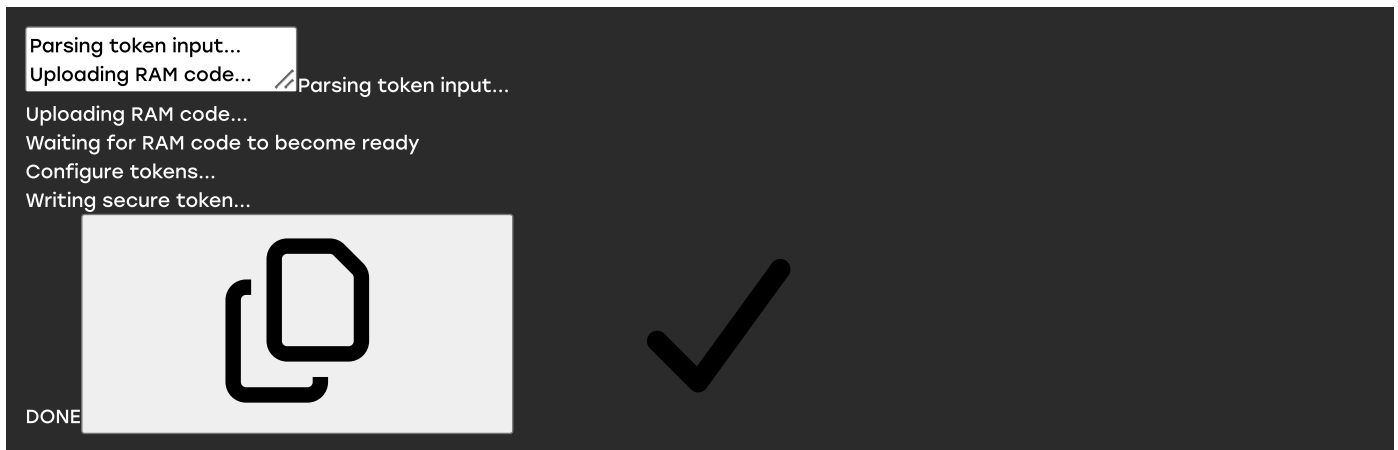 Parsing token input...
Uploading RAM code...
Parsing token input...
Uploading RAM code...
Waiting for RAM code to become ready
Configure tokens...
Writing secure token...
DONE